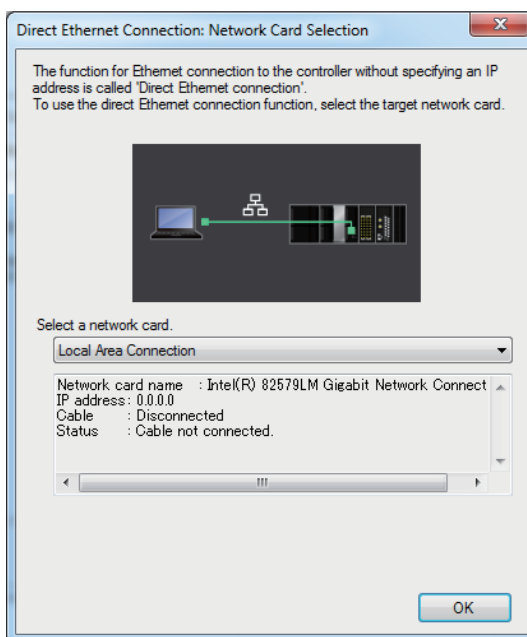 Direct Ethernet Connection: Network Card Selection
The function for Ethernet connection to the controller without specifying an IP
address is called 'Direct Ethernet connection'.
To use the direct Ethernet connection function, select the target network card.
Select a network card.
Local Area Connection
Network card name : Intel(R) 82579LM Gigabit Network Connect
IP address : 0.0.0.0
Cable : Disconnected
Status : Cable not connected.
OK